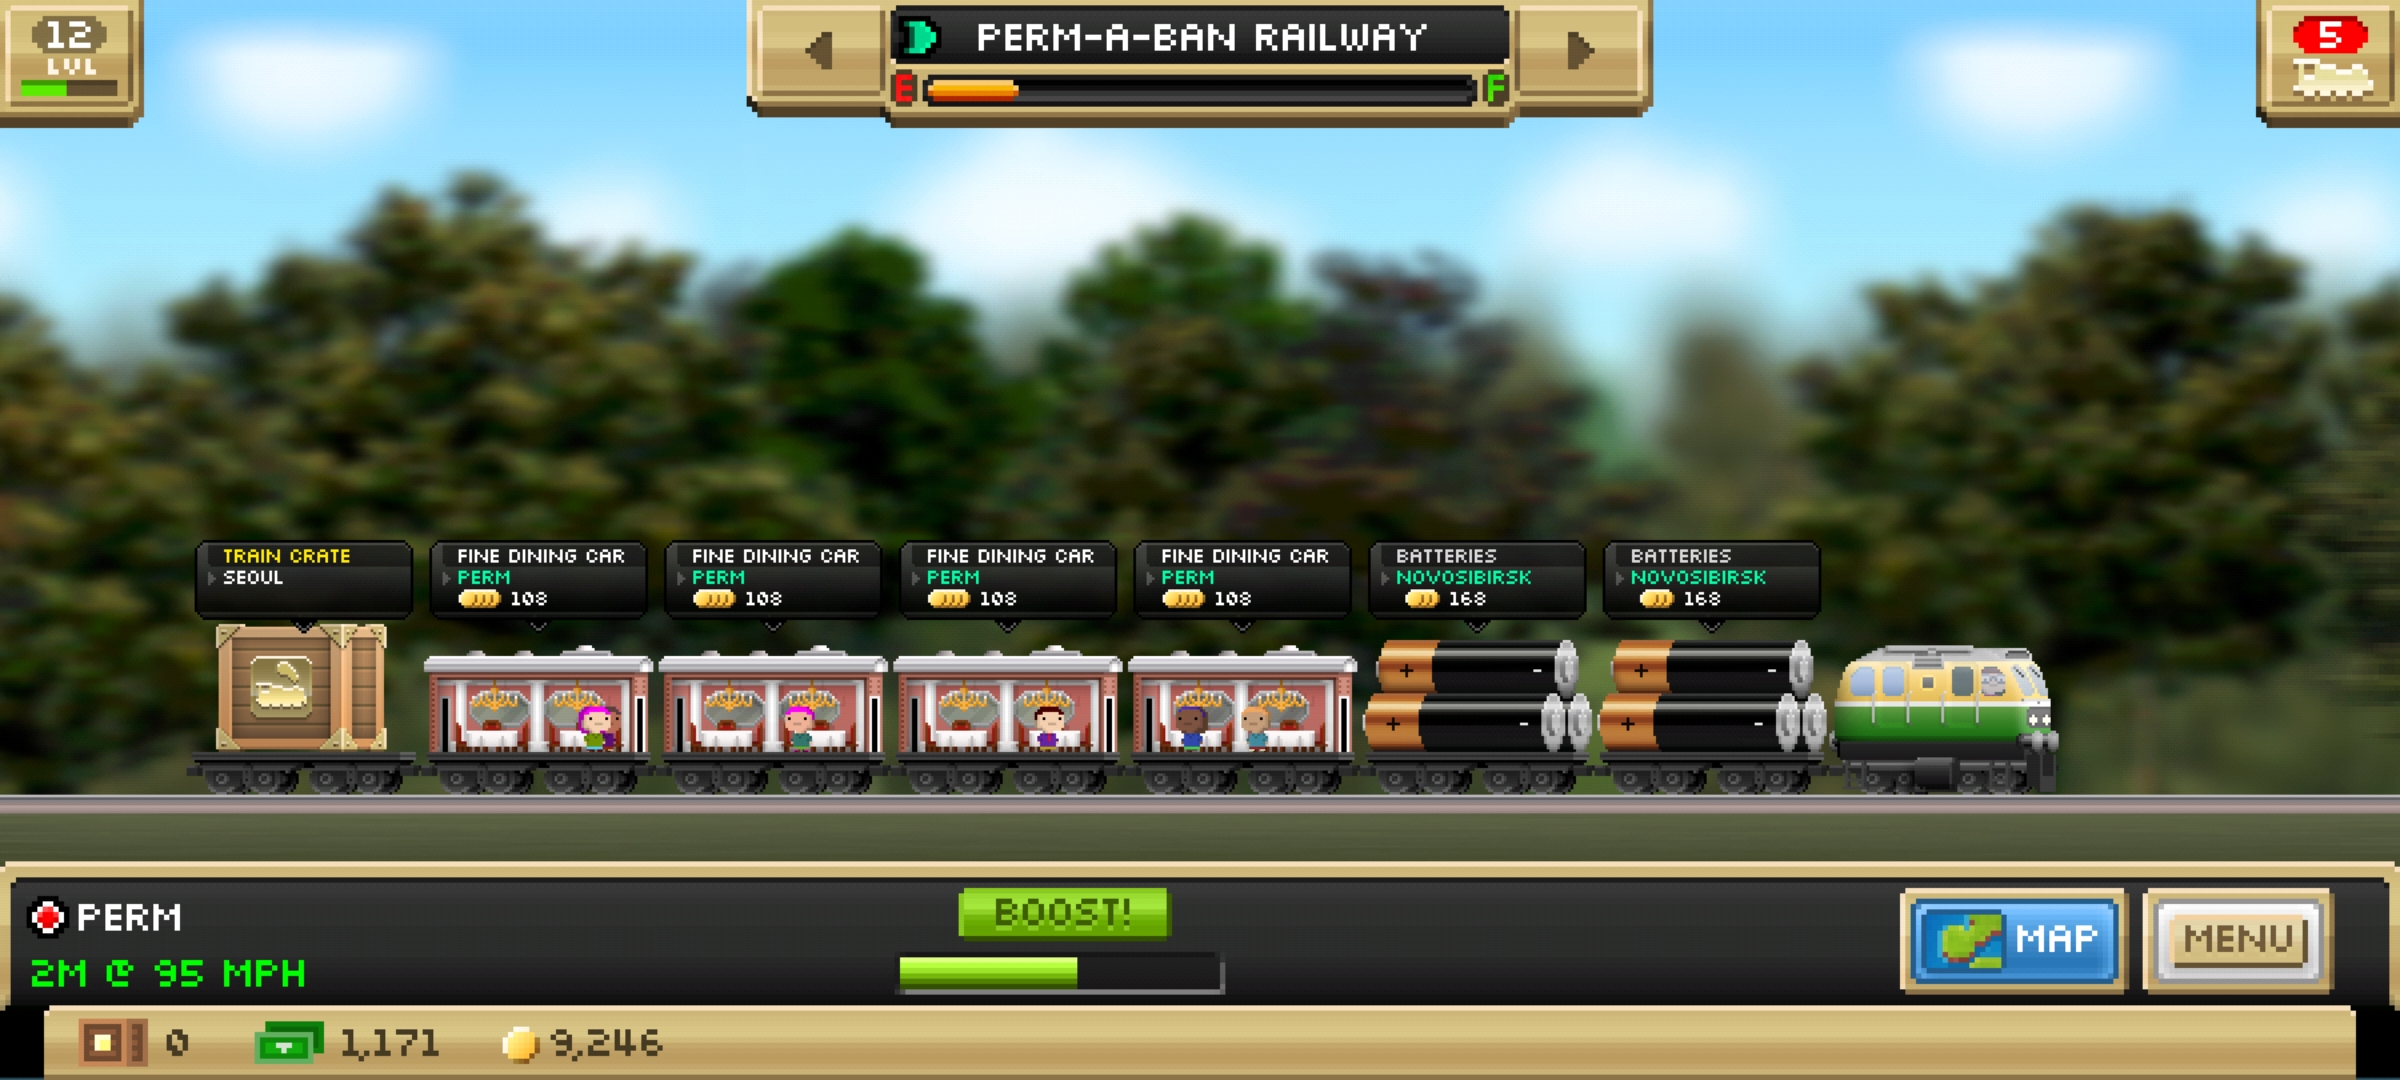 12
LVL
PERM-A-BAN RAILWAY
E
F
5
TRAIN CRATE
SEOUL
FINE DINING CAR
PERM
108
FINE DINING CAR
PERM
108
FINE DINING CAR
PERM
108
FINE DINING CAR
PERM
108
BATTERIES
NOVOSIBIRSK
168
BATTERIES
NOVOSIBIRSK
168
+ -
+ -
+ -
+ -
PERM
2M @ 95 MPH
BOOST!
MAP
MENU
0
1,171
9,246